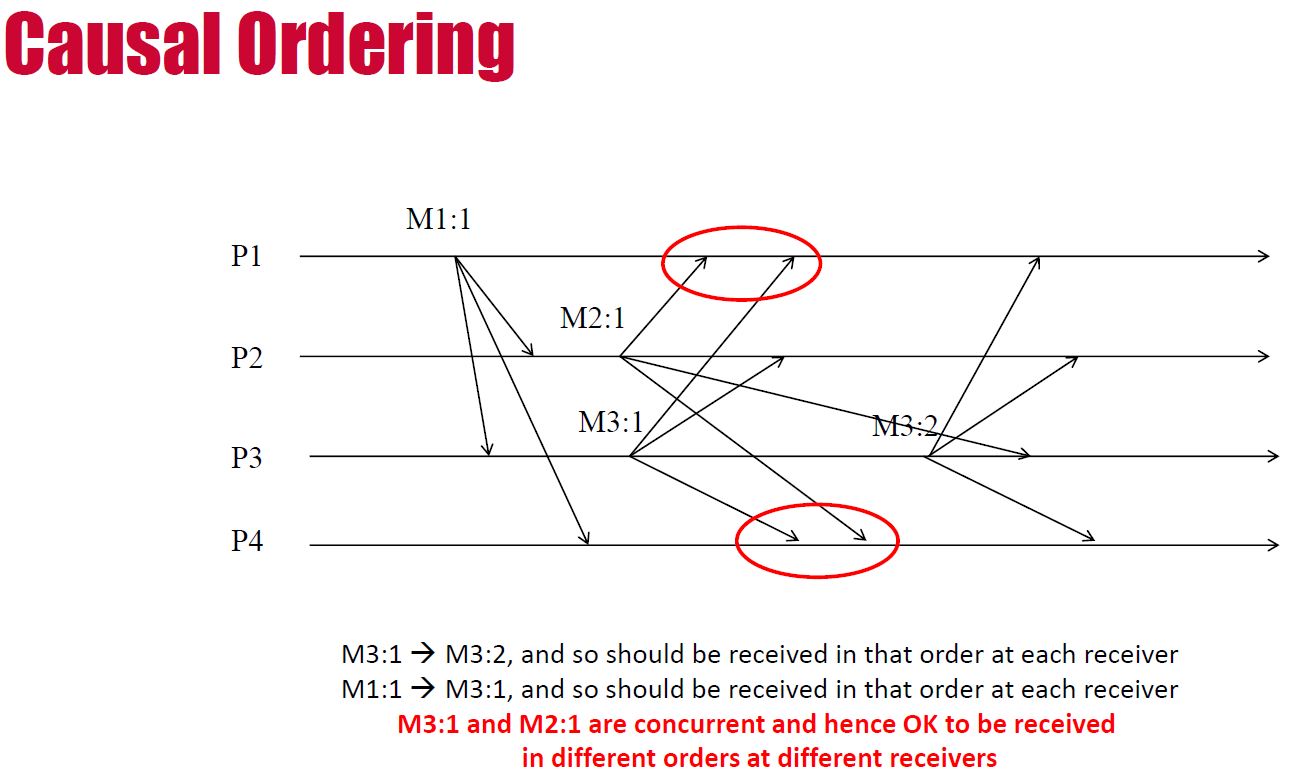 Causal Ordering
M1:1
P1
M2:1
P2
M3:1
M3:2
P3
P4
M3:1 → M3:2, and so should be received in that order at each receiver
M1:1 → M3:1, and so should be received in that order at each receiver
M3:1 and M2:1 are concurrent and hence OK to be received
in different orders at different receivers